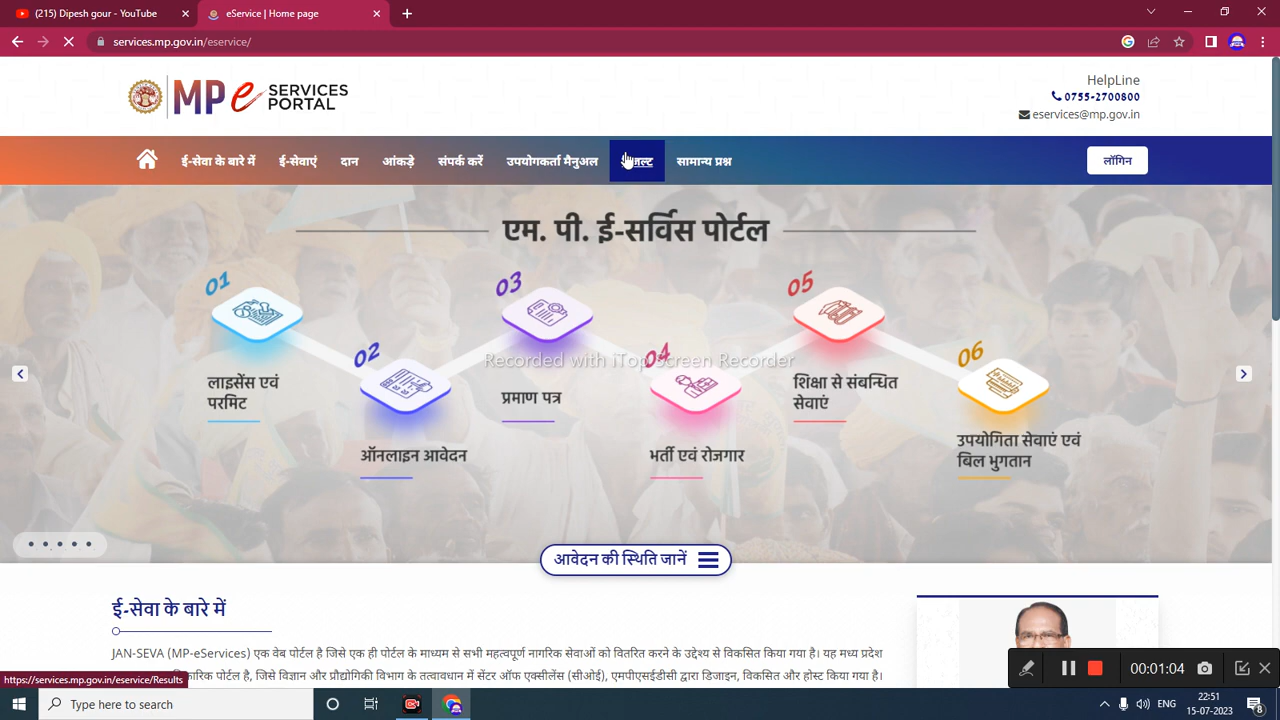 (215) Dipesh gour - YouTube
eService | Home page
services.mp.gov.in/eservice/
MP e SERVICES PORTAL
HelpLine
0755-2700800
eservices@mp.gov.in
ई-सेवा के बारे में ई-सेवाएं दान आंकड़े संपर्क करें उपयोगकर्ता मैनुअल सामान्य प्रश्न लॉगिन
एम. पी. ई-सर्विस पोर्टल
01
लाइसेंस एवं
परमिट
02
ऑनलाइन आवेदन
03
प्रमाण पत्र
04
भर्ती एवं रोजगार
05
शिक्षा से संबन्धित
सेवाएं
06
उपयोगिता सेवाएं एवं
बिल भुगतान
Recorded with iTop Screen Recorder
आवेदन की स्थिति जानें
ई-सेवा के बारे में
JAN-SEVA (MP-eServices) एक वेब पोर्टल है जिसे एक ही पोर्टल के माध्यम से सभी महत्वपूर्ण नागरिक सेवाओं को वितरित करने के उद्देश्य से विकसित किया गया है। यह मध्य प्रदेश
पोर्टल है, जिसे विज्ञान और प्रौद्योगिकी विभाग के तत्वावधान में सेंटर ऑफ एक्सीलेंस (सीओई), एमपीएसईडीसी द्वारा डिजाइन, विकसित और होस्ट किया गया है।
https://services.mp.gov.in/eservice/Results
00:01:04
Type here to search
ENG
22:51
15-07-2023
8